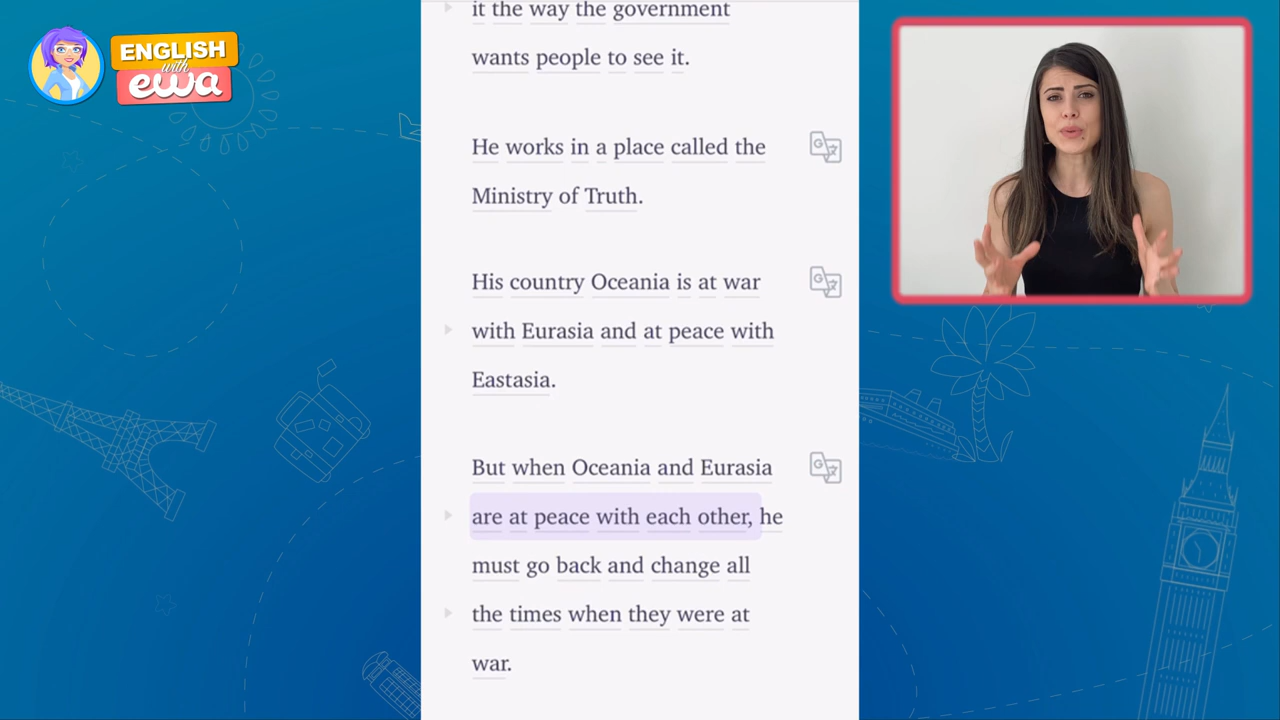 ENGLISH
with
ewa
it the way the government
wants people to see it.
He works in a place called the
Ministry of Truth.
His country Oceania is at war
with Eurasia and at peace with
Eastasia.
But when Oceania and Eurasia
are at peace with each other, he
must go back and change all
the times when they were at
war.